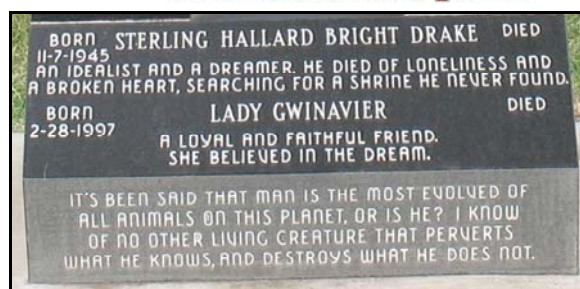 BORN STERLING HALLARD BRIGHT DRAKE DIED
11-7-1945
AN IDEALIST AND A DREAMER. HE DIED OF LONELINESS AND
A BROKEN HEART, SEARCHING FOR A SHRINE HE NEVER FOUND.
BORN LADY GWINAVIER DIED
2-28-1997
A LOYAL AND FAITHFUL FRIEND.
SHE BELIEVED IN THE DREAM.
IT'S BEEN SAID THAT MAN IS THE MOST EVOLVED OF
ALL ANIMALS ON THIS PLANET, OR IS HE? I KNOW
OF NO OTHER LIVING CREATURE THAT PERVERTS
WHAT HE KNOWS, AND DESTROYS WHAT HE DOES NOT.